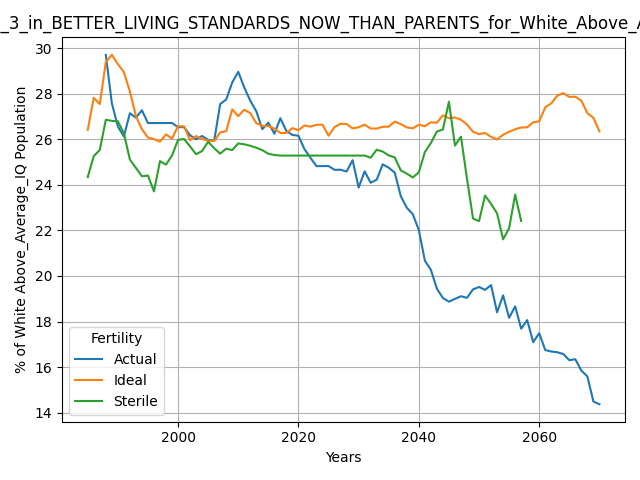 _3_in_BETTER_LIVING_STANDARDS_NOW_THAN_PARENTS_for_White_Above_A
% of White Above_Average_IQ Population
30
28
26
24
22
20
18
16
14
Fertility
Actual
Ideal
Sterile
2000
2020
2040
2060
Years